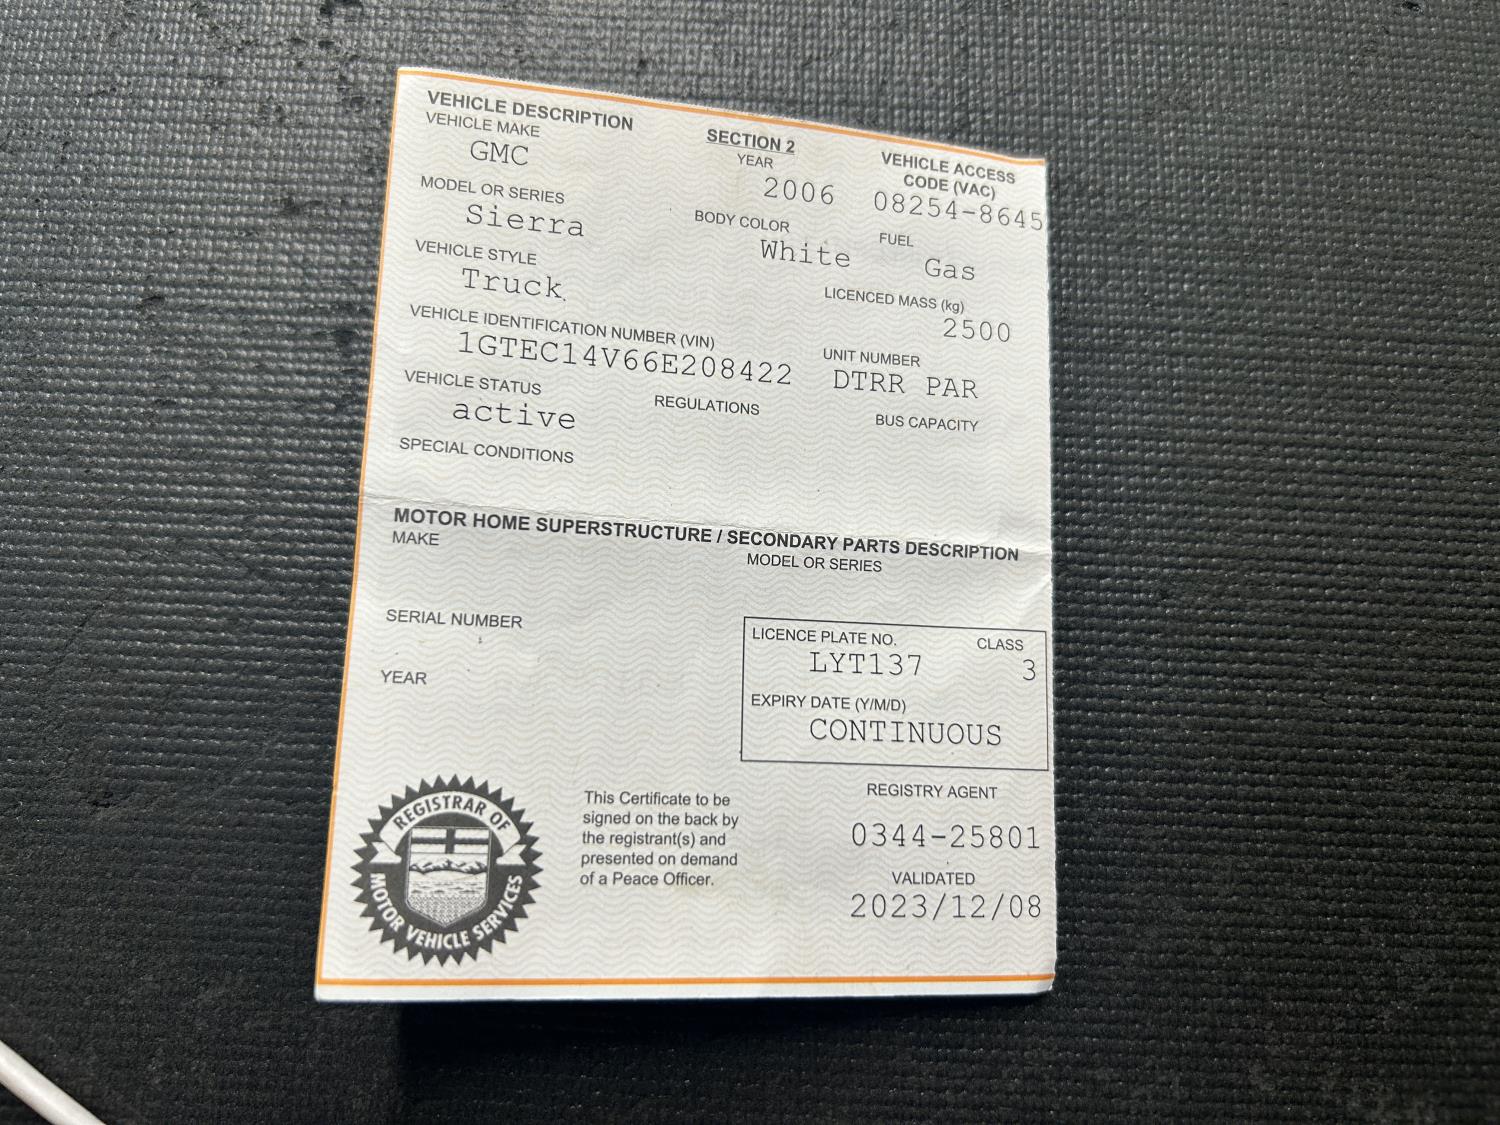 VEHICLE DESCRIPTION
SECTION 2
VEHICLE MAKE
GMC
YEAR
2006
VEHICLE ACCESS
CODE (VAC)
08254-8645
MODEL OR SERIES
Sierra
BODY COLOR
White
FUEL
Gas
VEHICLE STYLE
Truck
LICENCED MASS (kg)
2500
VEHICLE IDENTIFICATION NUMBER (VIN)
1GTEC14V66E208422
UNIT NUMBER
DTRR PAR
VEHICLE STATUS
active
REGULATIONS
BUS CAPACITY
SPECIAL CONDITIONS
MOTOR HOME SUPERSTRUCTURE / SECONDARY PARTS DESCRIPTION
MAKE
MODEL OR SERIES
SERIAL NUMBER
YEAR
LICENCE PLATE NO.
CLASS
LYT137
3
EXPIRY DATE (Y/M/D)
CONTINUOUS
REGISTRAR OF
MOTOR VEHICLE SERVICES
This Certificate to be
signed on the back by
the registrant(s) and
presented on demand
of a Peace Officer.
REGISTRY AGENT
0344-25801
VALIDATED
2023/12/08